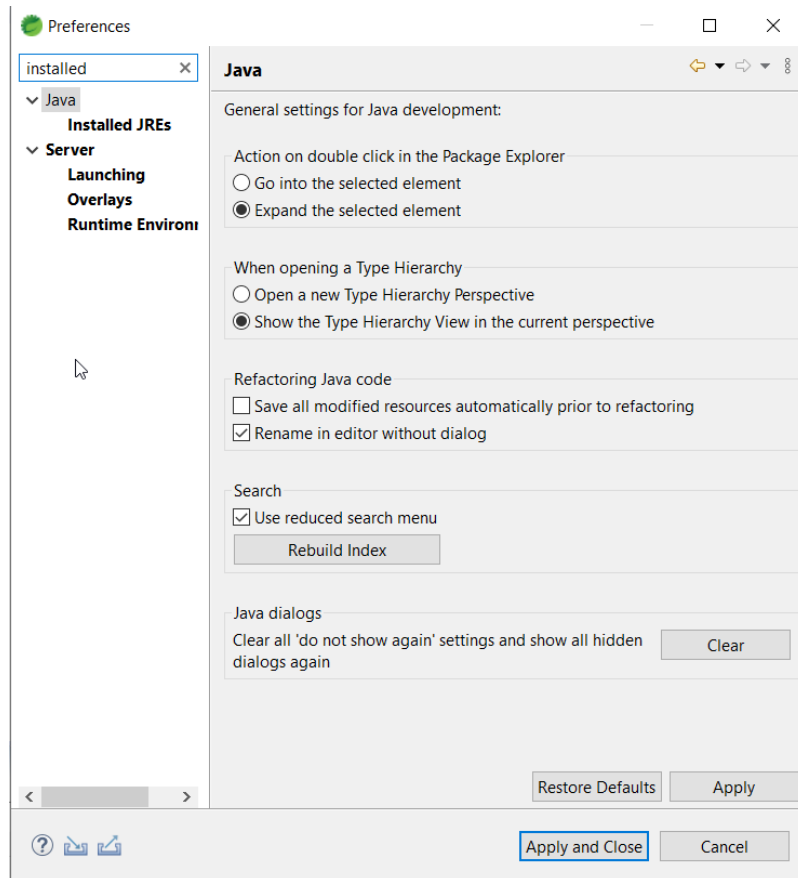 Preferences
installed
Java
Installed JREs
Server
Launching
Overlays
Runtime Environ
Java
General settings for Java development:
Action on double click in the Package Explorer
Go into the selected element
Expand the selected element
When opening a Type Hierarchy
Open a new Type Hierarchy Perspective
Show the Type Hierarchy View in the current perspective
Refactoring Java code
Save all modified resources automatically prior to refactoring
Rename in editor without dialog
Search
Use reduced search menu
Rebuild Index
Java dialogs
Clear all 'do not show again' settings and show all hidden
dialogs again
Clear
Restore Defaults
Apply
Apply and Close
Cancel